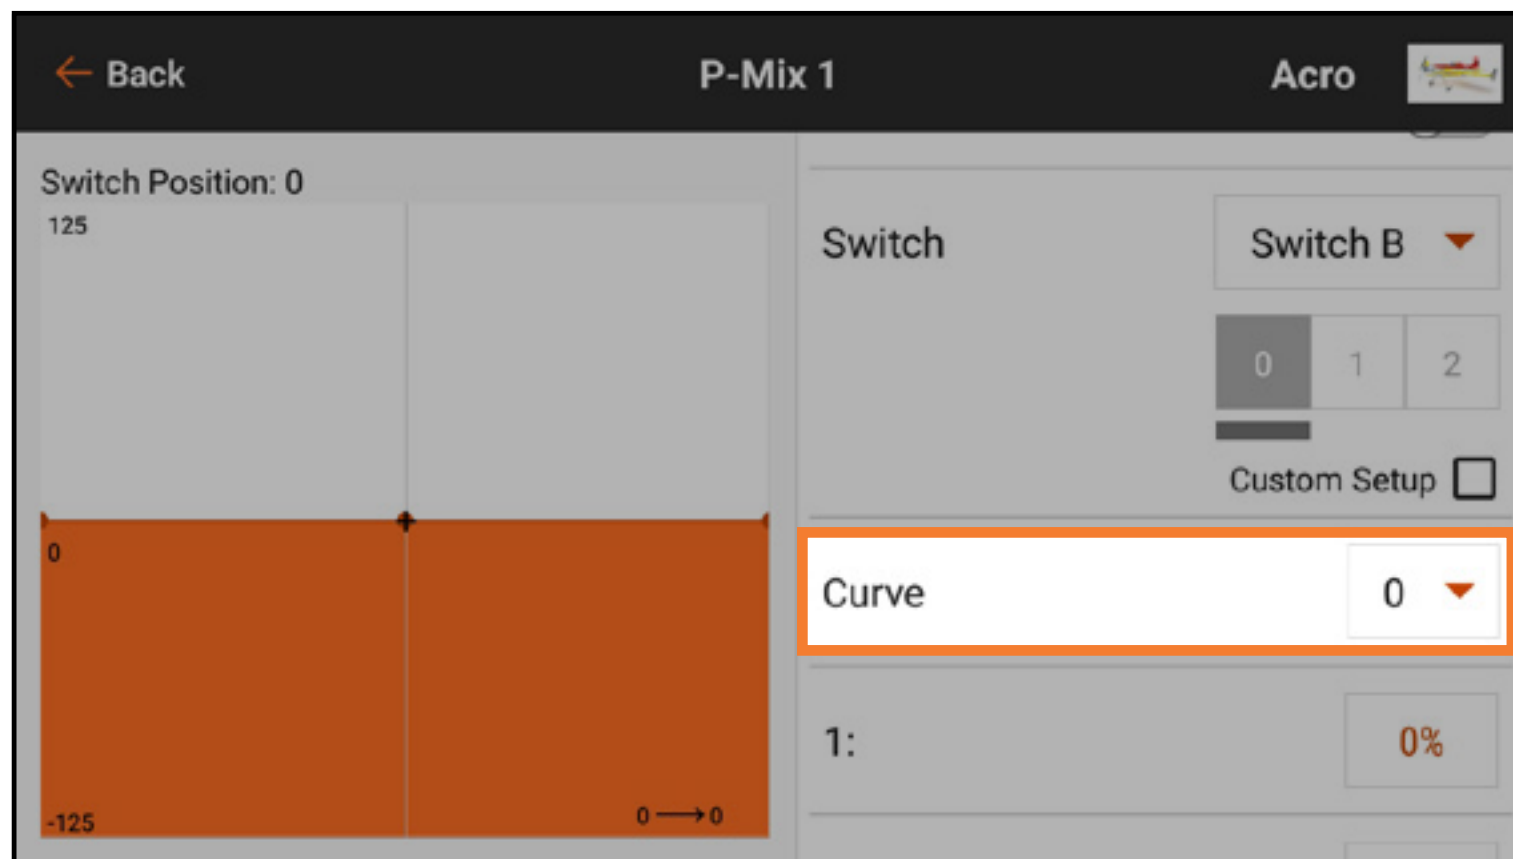 Back
P-Mix 1
Acro
Switch Position: 0
125
0
-125
0 → 0
Switch
Switch B
0 1 2
Custom Setup
Curve
0
1:
0%